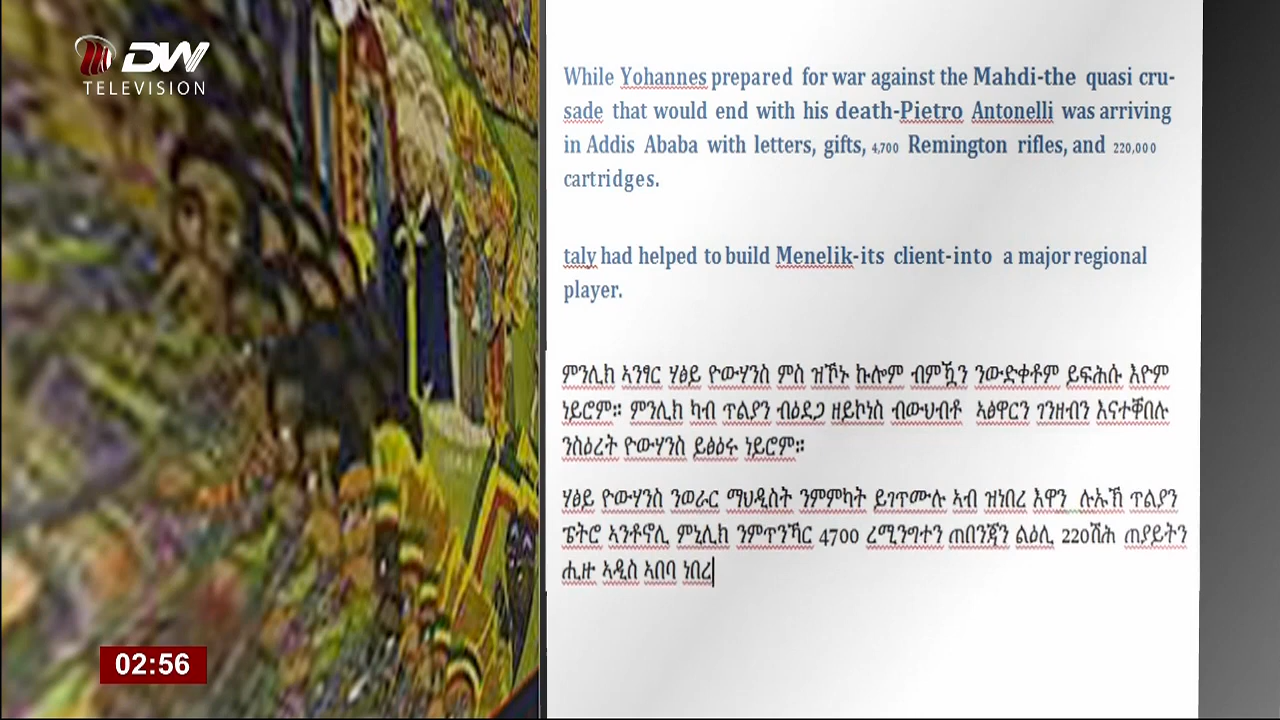 DW
TELEVISION
While Yohannes prepared for war against the Mahdi-the quasi cru-
sade that would end with his death-Pietro Antonelli was arriving
in Addis Ababa with letters, gifts, 4,700 Remington rifles, and 220,000
cartridges.
taly had helped to build Menelik-its client-into a major regional
player.
ምንሊክ ኣንፃር ሃፅይ ዮውሃንስ ምስ ዝኾኑ ኩሎም ብምዃን ንውድቀቶም ይፍሕሱ እዮም
ነይሮም። ምንሊክ ካብ ጥልያን ብዕደጋ ዘይኮነስ ብውህብቶ ኣፅዋርን ገንዘብን እናተቐበሉ
ንስዕረት ዮውሃንስ ይፅዕሩ ነይሮም።
ሃፅይ ዮውሃንስ ንወራር ማህዲስት ንምምካት ይገጥሙሉ ኣብ ዝነበረ እዋን ሉኡኽ ጥልያን
ፔትሮ ኣንቶኖሊ ምኒሊክ ንምጥንኻር 4700 ረሚንግተን ጠበንጃን ልዕሊ 220ሽሕ ጠያይትን
ሒዙ ኣዲስ ኣበባ ነበረ
02:56